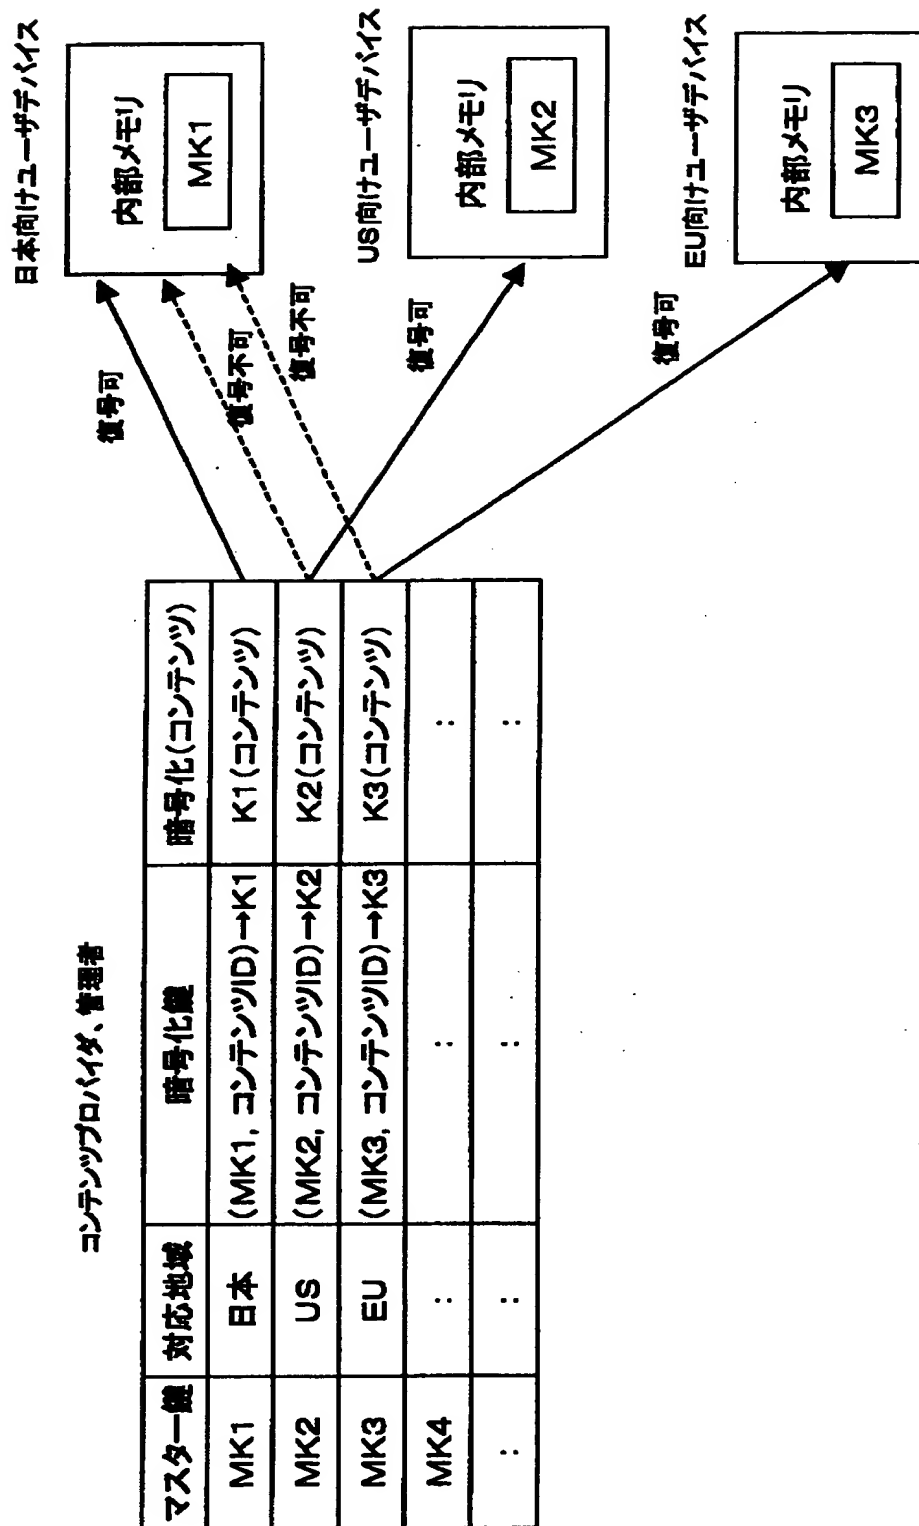 コンテンツプロバイダ、管理者
マスター鍵 対応地域 暗号化鍵 暗号化(コンテンツ)
MK1 日本 (MK1, コンテンツID)→K1 K1(コンテンツ)
MK2 US (MK2, コンテンツID)→K2 K2(コンテンツ)
MK3 EU (MK3, コンテンツID)→K3 K3(コンテンツ)
MK4 : : :
: : : :
復号可
復号不可
復号不可
復号可
復号可
日本向けユーザデバイス
内部メモリ
MK1
US向けユーザデバイス
内部メモリ
MK2
EU向けユーザデバイス
内部メモリ
MK3